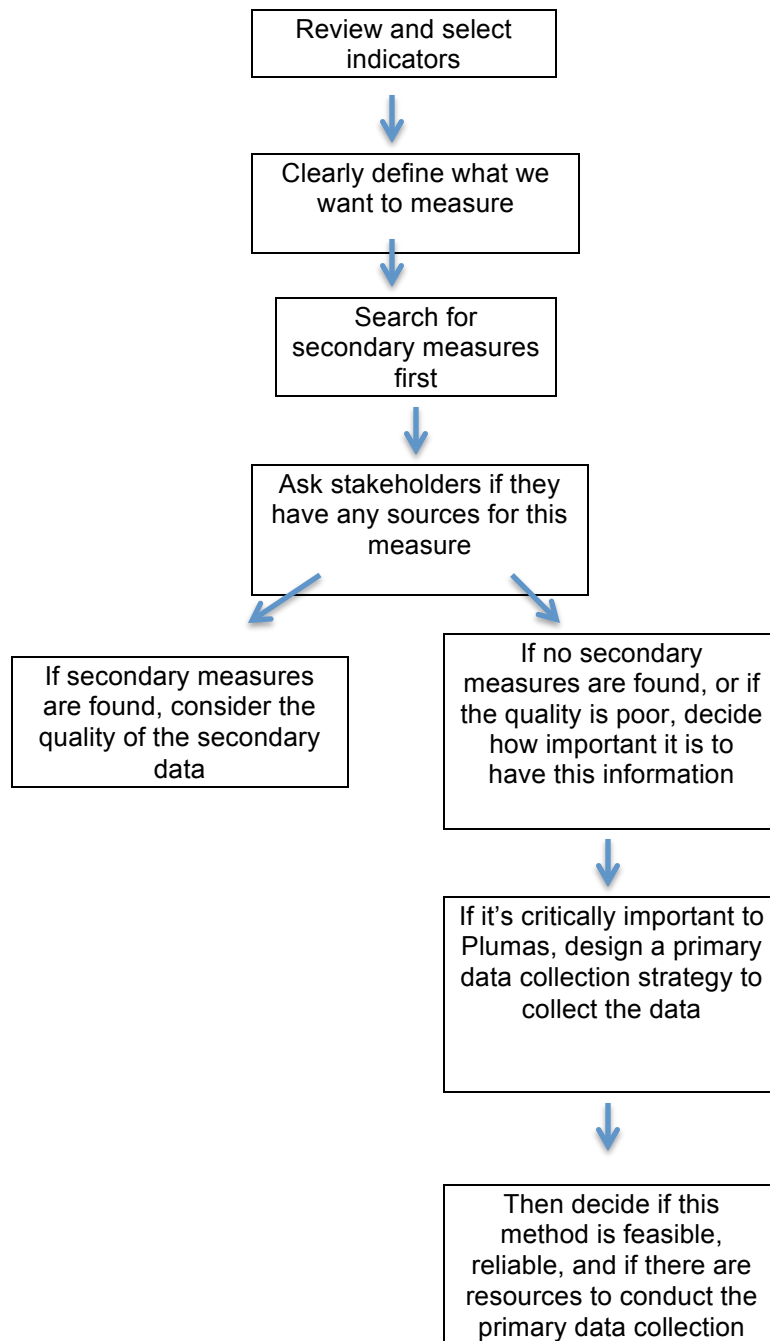 Review and select
indicators
Clearly define what we
want to measure
Search for
secondary measures
first
Ask stakeholders if they
have any sources for this
measure
If secondary measures
are found, consider the
quality of the secondary
data
If no secondary
measures are found, or if
the quality is poor, decide
how important it is to
have this information
If it’s critically important to
Plumas, design a primary
data collection strategy to
collect the data
Then decide if this
method is feasible,
reliable, and if there are
resources to conduct the
primary data collection